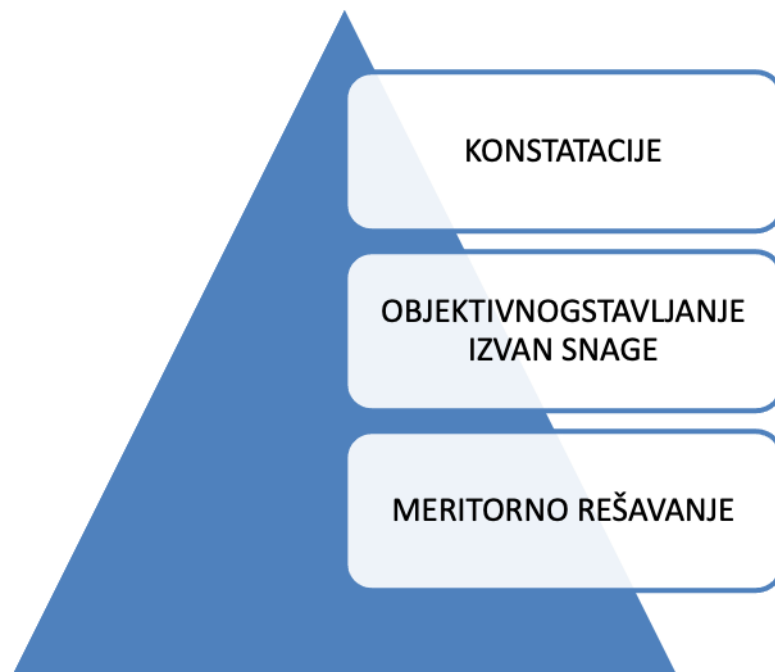 KONSTATACIJE
OBJEKTIVNOGSTAVLJANJE
IZVAN SNAGE
MERITORNO REŠAVANJE